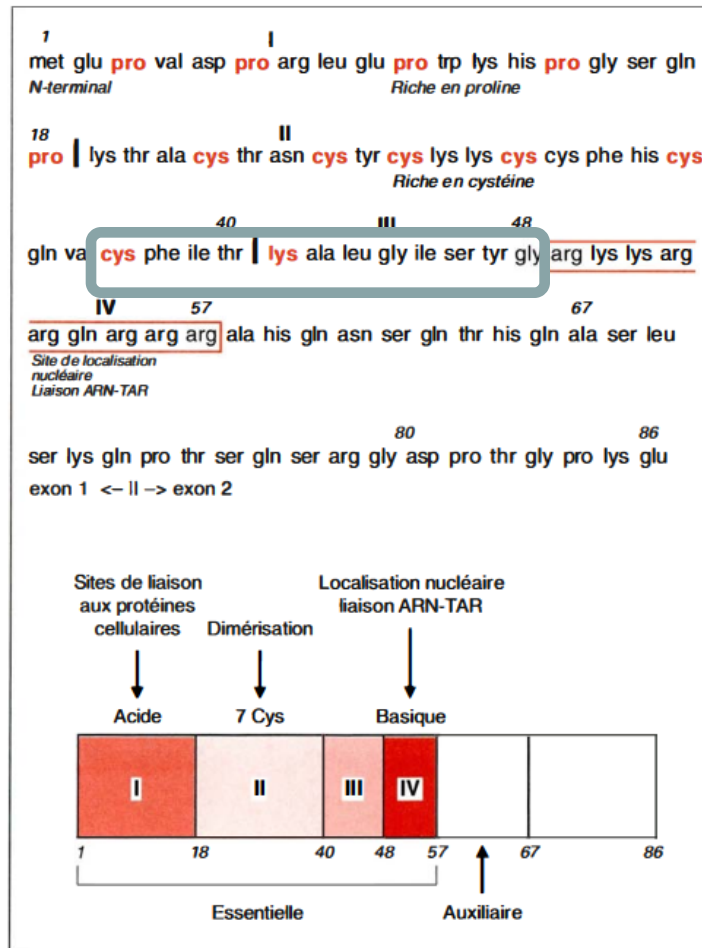 1
I
met glu pro val asp pro arg leu glu pro trp lys his pro gly ser gln
N-terminal Riche en proline
18
II
pro | lys thr ala cys thr asn cys tyr cys lys lys cys cys phe his cys
Riche en cystéine
40 III 48
gln va cys phe ile thr | lys ala leu gly ile ser tyr gly arg lys lys arg
IV 57 67
arg gln arg arg arg ala his gln asn ser gln thr his gln ala ser leu
Site de localisation
nucléaire
Liaison ARN-TAR
80 86
ser lys gln pro thr ser gln ser arg gly asp pro thr gly pro lys glu
exon 1 <– II –> exon 2
Sites de liaison
aux protéines
cellulaires
Dimérisation
Localisation nucléaire
liaison ARN-TAR
Acide 7 Cys Basique
I II III IV
1 18 40 48 57 67 86
Essentielle Auxiliaire